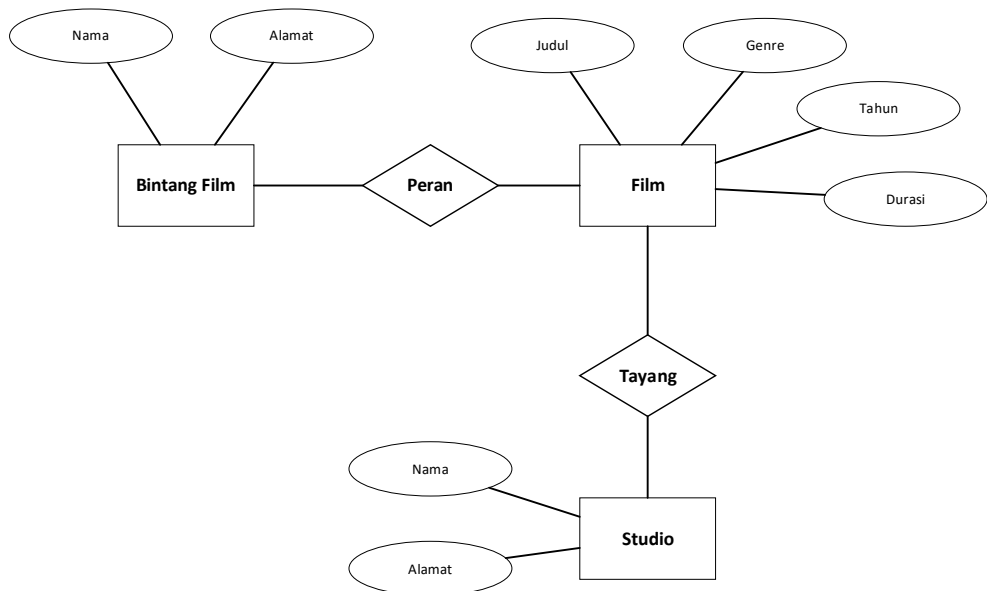 Nama
Alamat
Judul
Genre
Tahun
Bintang Film
Peran
Film
Durasi
Tayang
Nama
Studio
Alamat